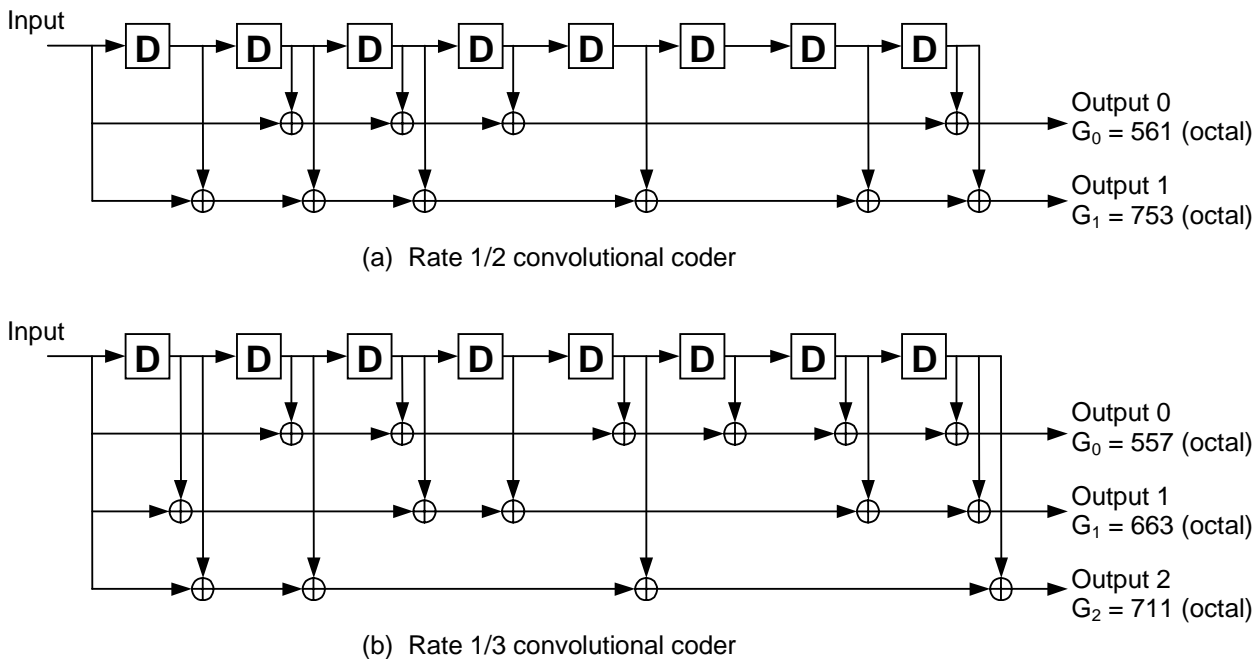 Input
D D D D D D D D
Output 0
G₀ = 561 (octal)
Output 1
G₁ = 753 (octal)
(a) Rate 1/2 convolutional coder
Input
D D D D D D D D
Output 0
G₀ = 557 (octal)
Output 1
G₁ = 663 (octal)
Output 2
G₂ = 711 (octal)
(b) Rate 1/3 convolutional coder